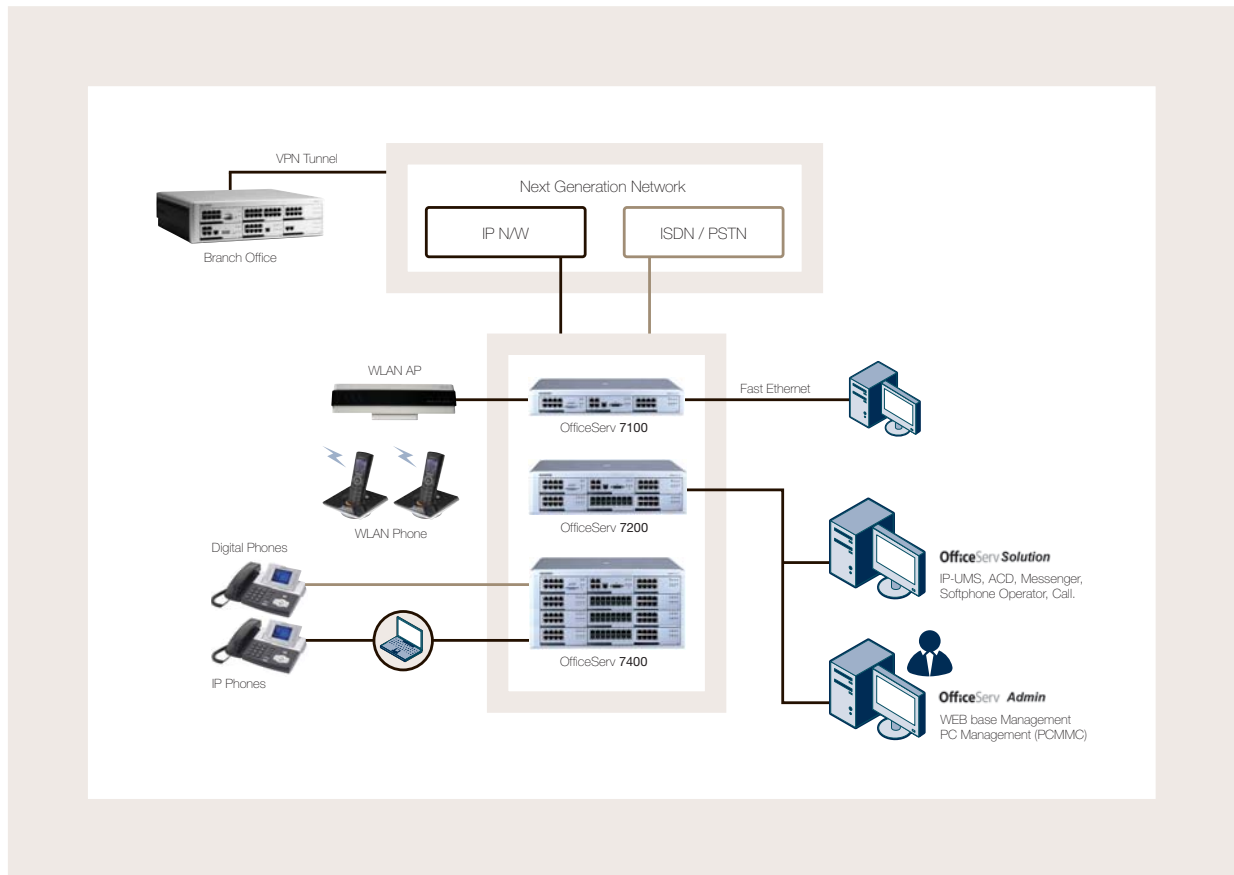 VPN Tunnel
Next Generation Network
IP N/W
ISDN / PSTN
Branch Office
WLAN AP
Fast Ethernet
OfficeServ 7100
OfficeServ 7200
WLAN Phone
Digital Phones
OfficeServ Solution
IP-UMS, ACD, Messenger,
Softphone Operator, Call.
OfficeServ 7400
IP Phones
OfficeServ Admin
WEB base Management
PC Management (PCMMC)